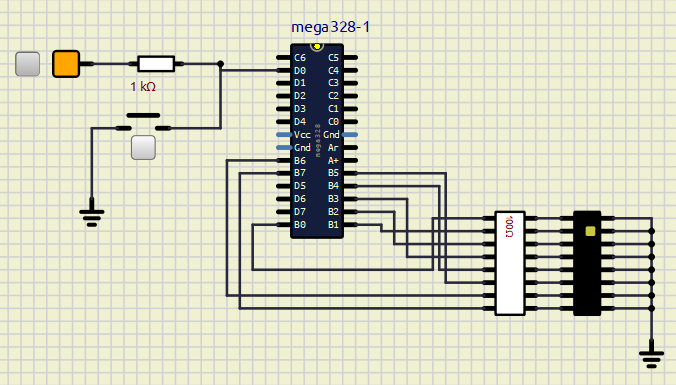 mega328-1
C6 C5
D0 C4
D1 C3
D2 C2
D3 C1
D4 C0
Vcc Gnd
Gnd Ar
B6 A+
B7 B5
D5 B4
D6 B3
D7 B2
B0 B1
mega328
1 kΩ
100Ω